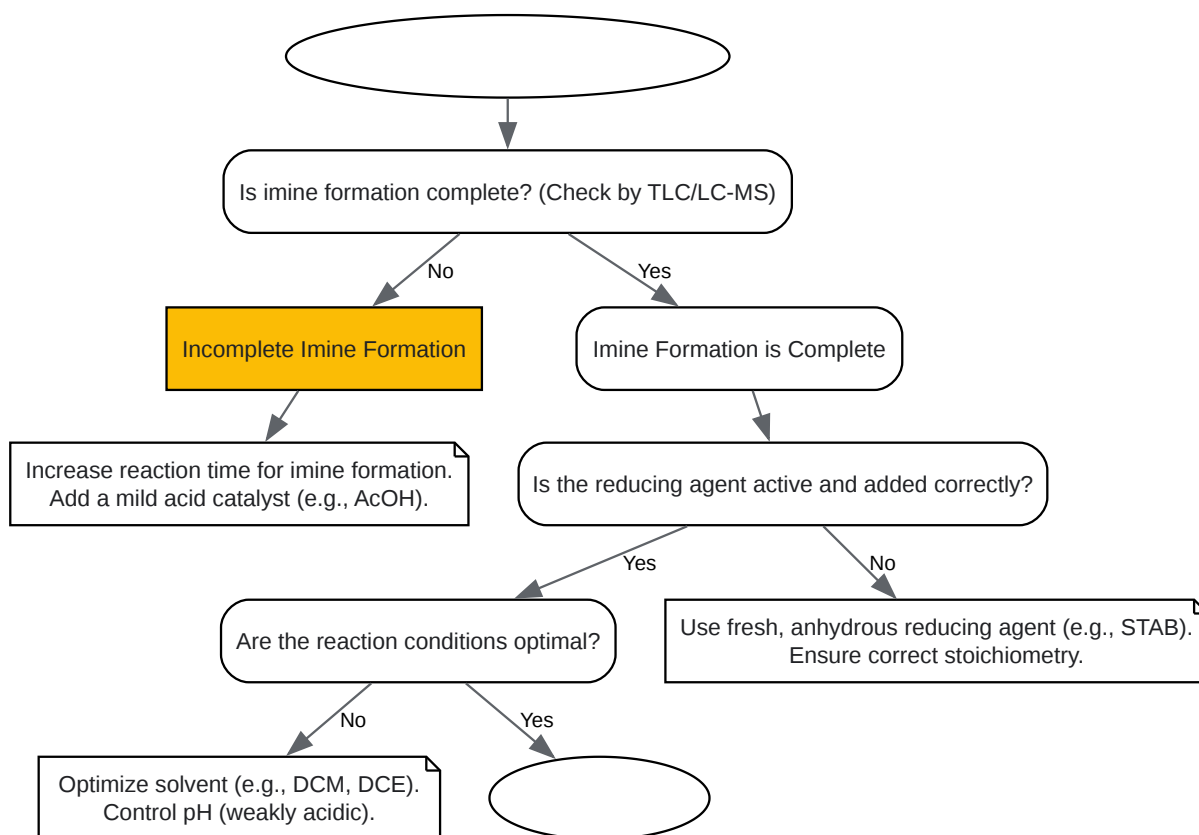 Is imine formation complete? (Check by TLC/LC-MS)
No
Yes
Incomplete Imine Formation
Imine Formation is Complete
Increase reaction time for imine formation.
Add a mild acid catalyst (e.g., AcOH).
Is the reducing agent active and added correctly?
Yes
No
Are the reaction conditions optimal?
Use fresh, anhydrous reducing agent (e.g., STAB).
Ensure correct stoichiometry.
No
Yes
Optimize solvent (e.g., DCM, DCE).
Control pH (weakly acidic).